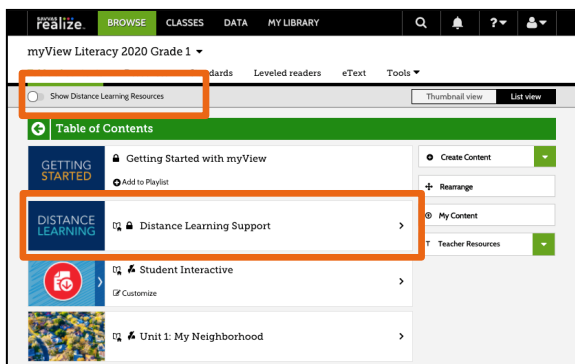 SAVVAS
realize.
BROWSE CLASSES DATA MY LIBRARY ?
myView Literacy 2020 Grade 1
dards Leveled readers eText Tools
Show Distance Learning Resources
Thumbnail view List view
Table of Contents
GETTING STARTED
Getting Started with myView
Add to Playlist
Create Content
Rearrange
DISTANCE LEARNING
Distance Learning Support
My Content
T Teacher Resources
Student Interactive
Customize
Unit 1: My Neighborhood